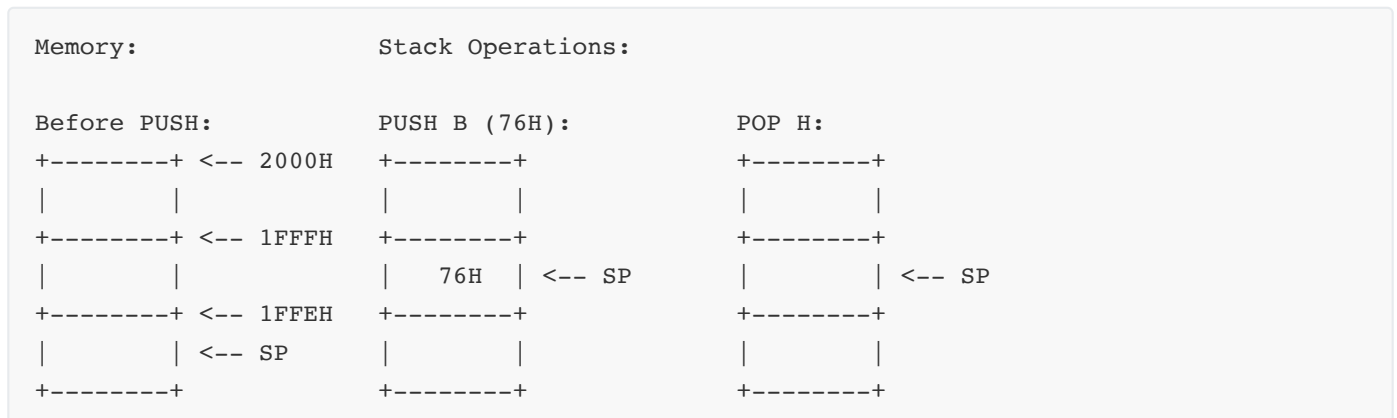 Memory:                 Stack Operations:

Before PUSH:            PUSH B (76H):            POP H:
+--------+ <-- 2000H   +--------+               +--------+
|        |              |        |               |        |
+--------+ <-- 1FFFH   +--------+               +--------+
|        |              |   76H  | <-- SP        |        | <-- SP
+--------+ <-- 1FFEH   +--------+               +--------+
|        | <-- SP       |        |               |        |
+--------+              +--------+               +--------+